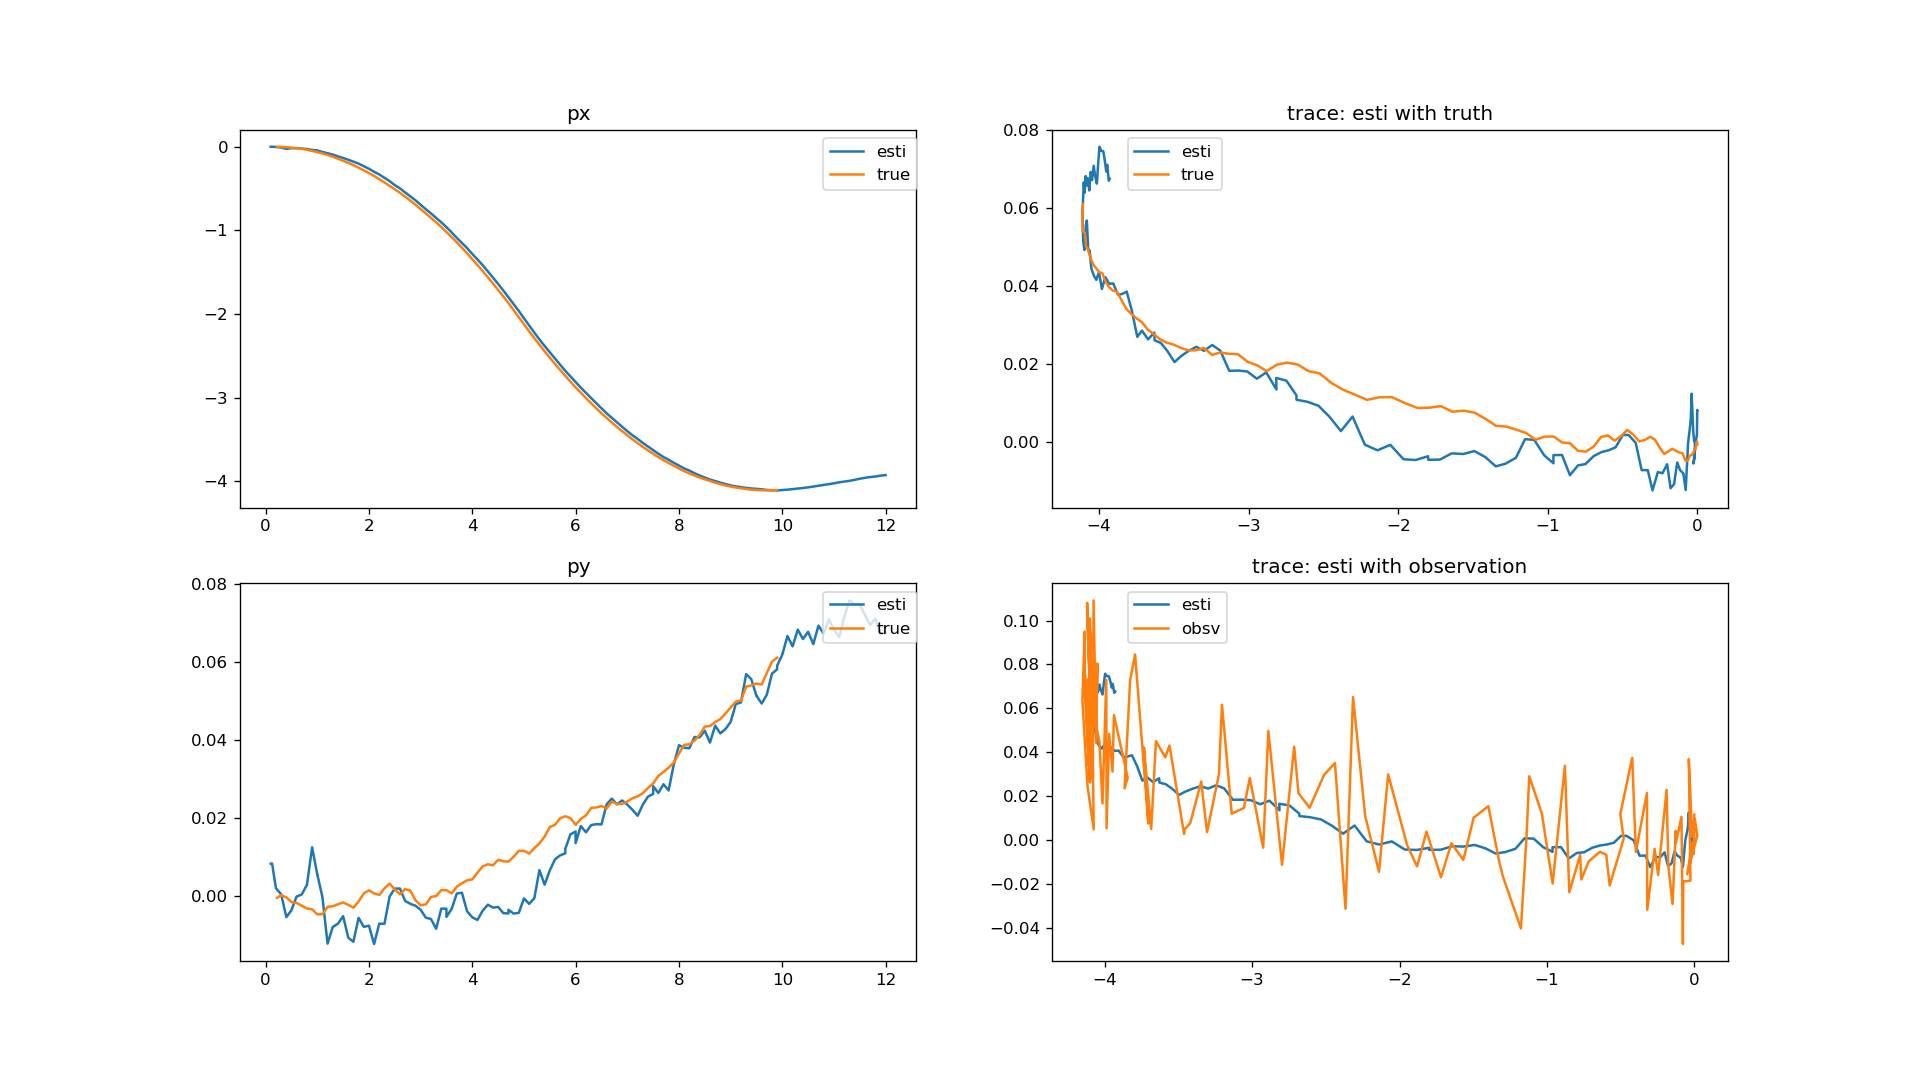 px
0
−1
−2
−3
−4
0 2 4 6 8 10 12
esti
true
trace: esti with truth
0.08
0.06
0.04
0.02
0.00
−4 −3 −2 −1 0
esti
true
py
0.08
0.06
0.04
0.02
0.00
0 2 4 6 8 10 12
esti
true
trace: esti with observation
0.10
0.08
0.06
0.04
0.02
0.00
−0.02
−0.04
−4 −3 −2 −1 0
esti
obsv